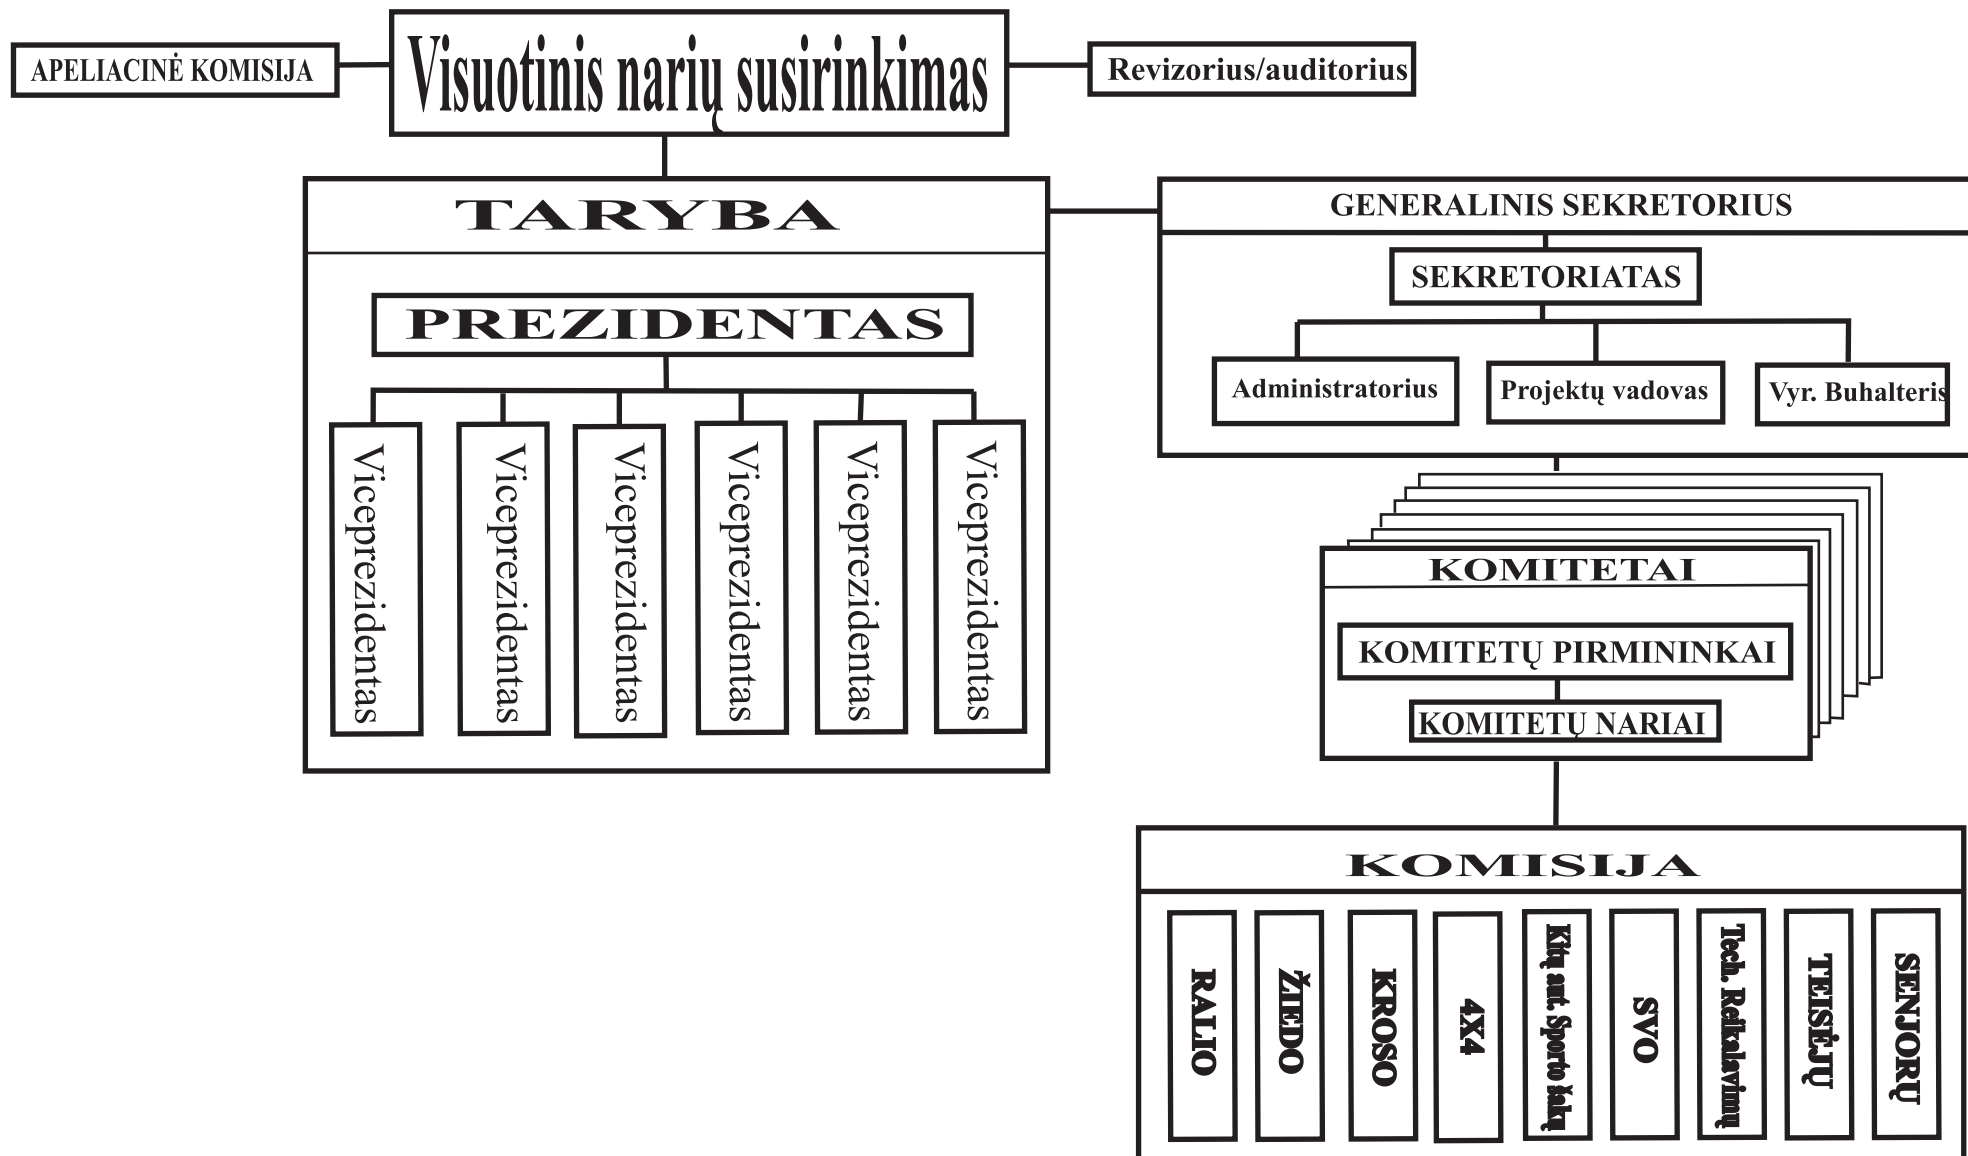 APELIACINĖ KOMISIJA
Visuotinis narių susirinkimas
Revizorius/auditorius
TARYBA
PREZIDENTAS
Viceprezidentas
Viceprezidentas
Viceprezidentas
Viceprezidentas
Viceprezidentas
Viceprezidentas
GENERALINIS SEKRETORIUS
SEKRETORIATAS
Administratorius
Projektų vadovas
Vyr. Buhalteris
KOMITETAI
KOMITETŲ PIRMININKAI
KOMITETŲ NARIAI
KOMISIJA
RALIO
ŽIEDO
KROSO
4X4
Kitų aut. Sporto šakų
SVO
Tech. Reikalavimų
TEISĖJŲ
SENJORŲ